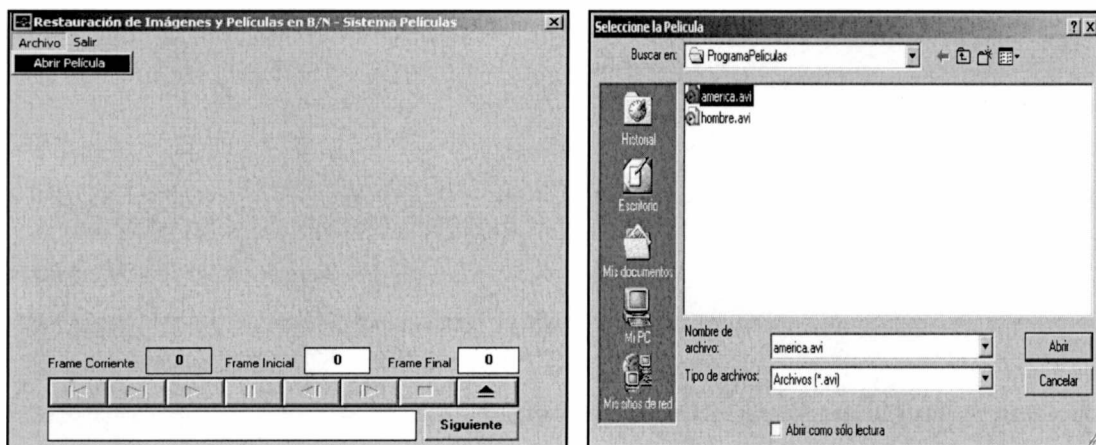 Restauración de Imágenes y Películas en B/N - Sistema Películas
Archivo Salir
Abrir Película
Frame Corriente 0 Frame Inicial 0 Frame Final 0
Siguiente
Seleccione la Pelicula
Buscar en: ProgramaPeliculas
america.avi
hombre.avi
Historial
Escritorio
Mis documentos
Mi PC
Mis sitios de red
Nombre de archivo: america.avi Abrir
Tipo de archivos: Archivos (*.avi) Cancelar
Abrir como sólo lectura